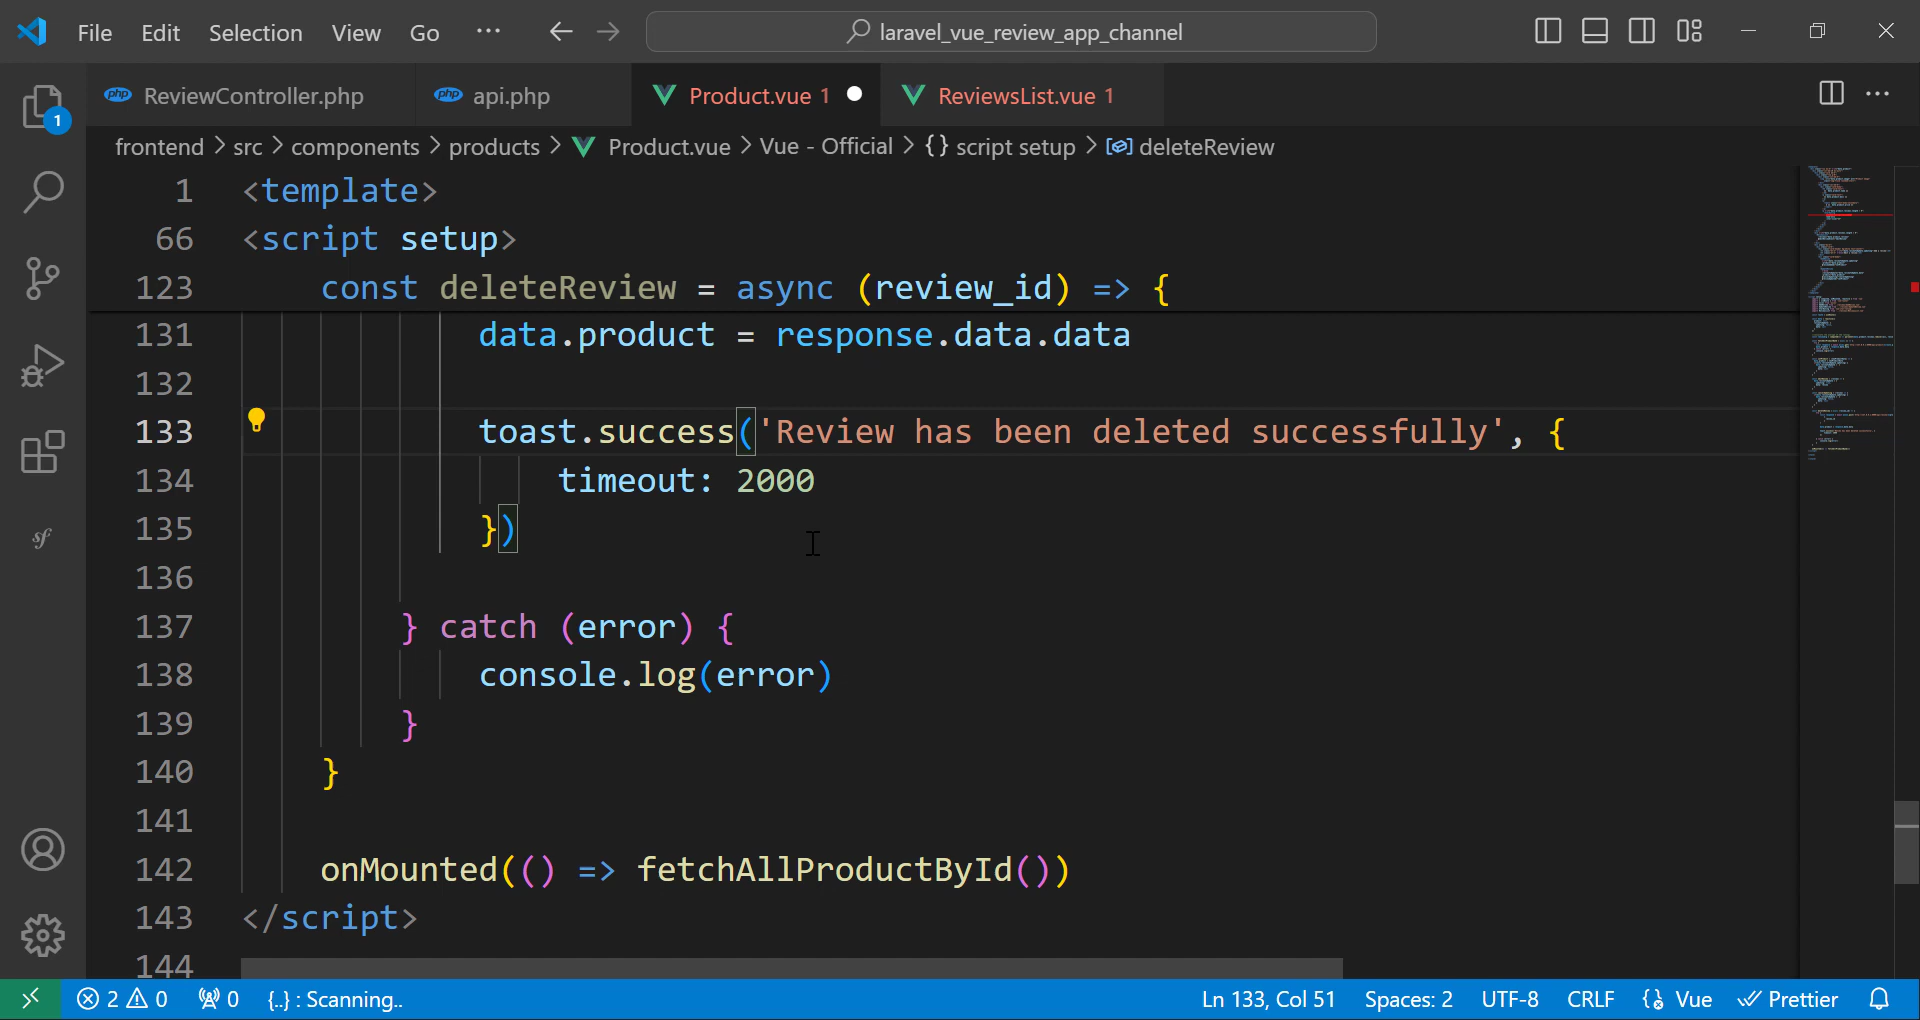 File Edit Selection View Go ··· laravel_vue_review_app_channel
php ReviewController.php php api.php Product.vue 1 ReviewsList.vue 1 ···
1
frontend > src > components > products > Product.vue > Vue - Official > {} script setup > deleteReview
1 <template>
66 <script setup>
123 const deleteReview = async (review_id) => {
131 data.product = response.data.data
132
133 toast.success('Review has been deleted successfully', {
134 timeout: 2000
135 })
136
137 } catch (error) {
138 console.log(error)
139 }
140 }
141
142 onMounted(() => fetchAllProductById())
143 </script>
144
sf
2 0 0 {..} : Scanning.. Ln 133, Col 51 Spaces: 2 UTF-8 CRLF Vue Prettier